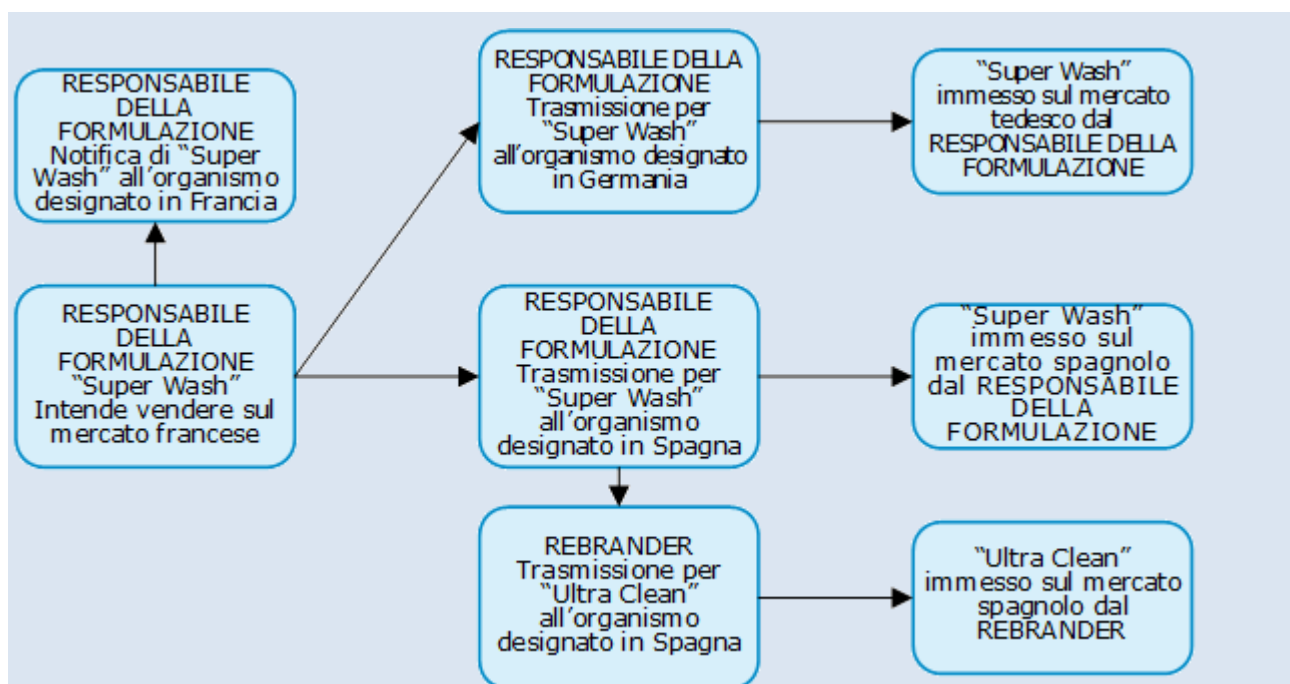 RESPONSABILE
DELLA
FORMULAZIONE
Notifica di “Super
Wash” all’organismo
designato in Francia
RESPONSABILE DELLA
FORMULAZIONE
Trasmissione per
“Super Wash”
all’organismo designato
in Germania
“Super Wash”
immesso sul mercato
tedesco dal
RESPONSABILE DELLA
FORMULAZIONE
RESPONSABILE
DELLA
FORMULAZIONE
“Super Wash”
Intende vendere sul
mercato francese
RESPONSABILE
DELLA
FORMULAZIONE
Trasmissione per
“Super Wash”
all’organismo
designato in Spagna
“Super Wash”
immesso sul
mercato spagnolo
dal RESPONSABILE
DELLA
FORMULAZIONE
REBRANDER
Trasmissione per
“Ultra Clean”
all’organismo
designato in Spagna
“Ultra Clean”
immesso sul mercato
spagnolo dal
REBRANDER